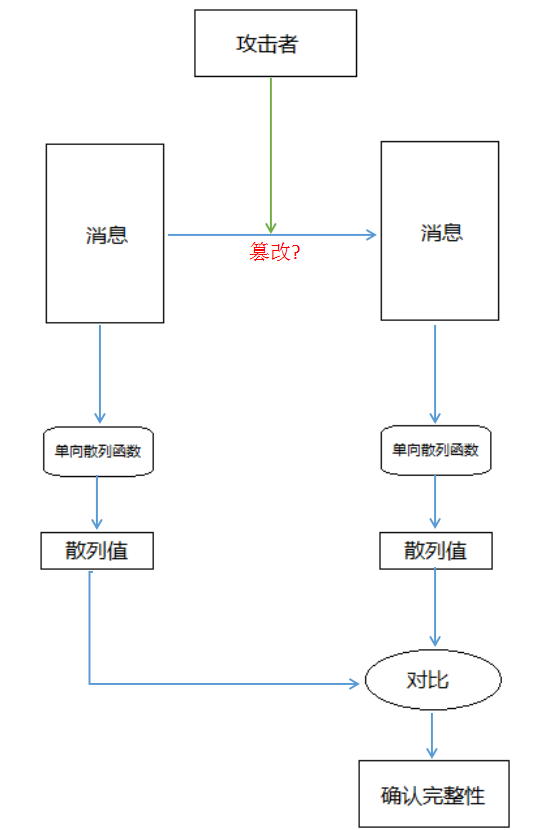 攻击者
消息
消息
篡改?
单向散列函数
单向散列函数
散列值
散列值
对比
确认完整性